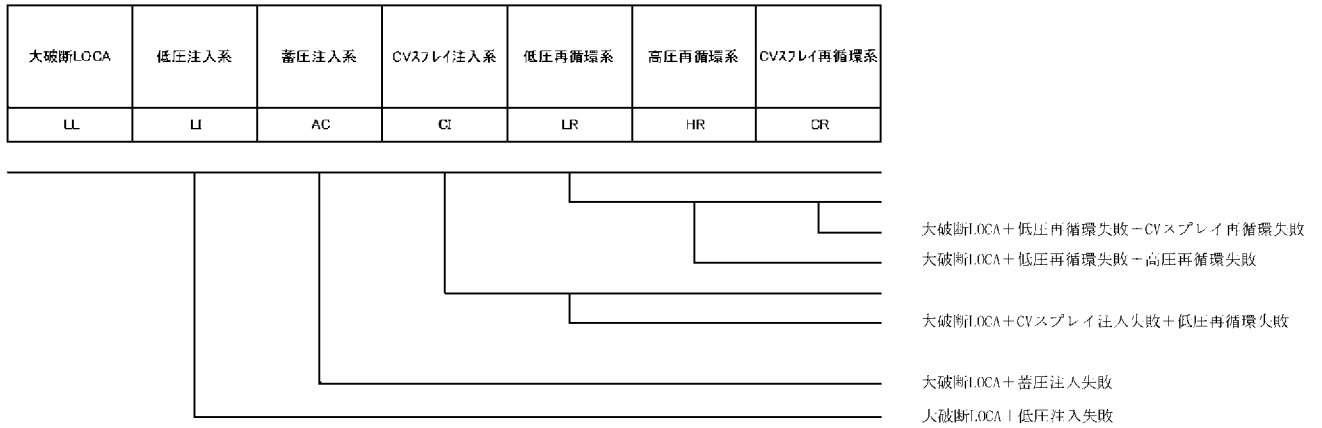 大破断LOCA 低圧注入系 蓄圧注入系 CVスプレイ注入系 低圧再循環系 高圧再循環系 CVスプレイ再循環系
LL LI AC CI LR HR CR
大破断LOCA＋低圧再循環失敗＋CVスプレイ再循環失敗
大破断LOCA＋低圧再循環失敗＋高圧再循環失敗
大破断LOCA＋CVスプレイ注入失敗＋低圧再循環失敗
大破断LOCA＋蓄圧注入失敗
大破断LOCA＋低圧注入失敗